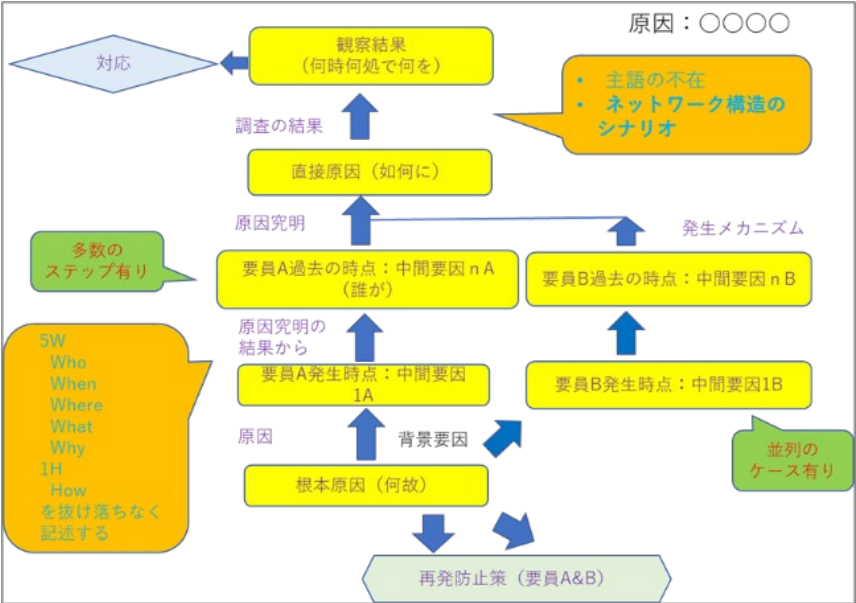 原因：〇〇〇〇
観察結果
（何時何処で何を）
対応
• 主語の不在
• ネットワーク構造の
シナリオ
調査の結果
直接原因（如何に）
原因究明
発生メカニズム
多数の
ステップ有り
要員A過去の時点：中間要因ｎA
（誰が）
要員B過去の時点：中間要因ｎB
原因究明の
結果から
5W
Who
When
Where
What
Why
1H
How
を抜け落ちなく
記述する
要員A発生時点：中間要因
1A
要員B発生時点：中間要因1B
原因
背景要因
並列の
ケース有り
根本原因（何故）
再発防止策（要員A&B）